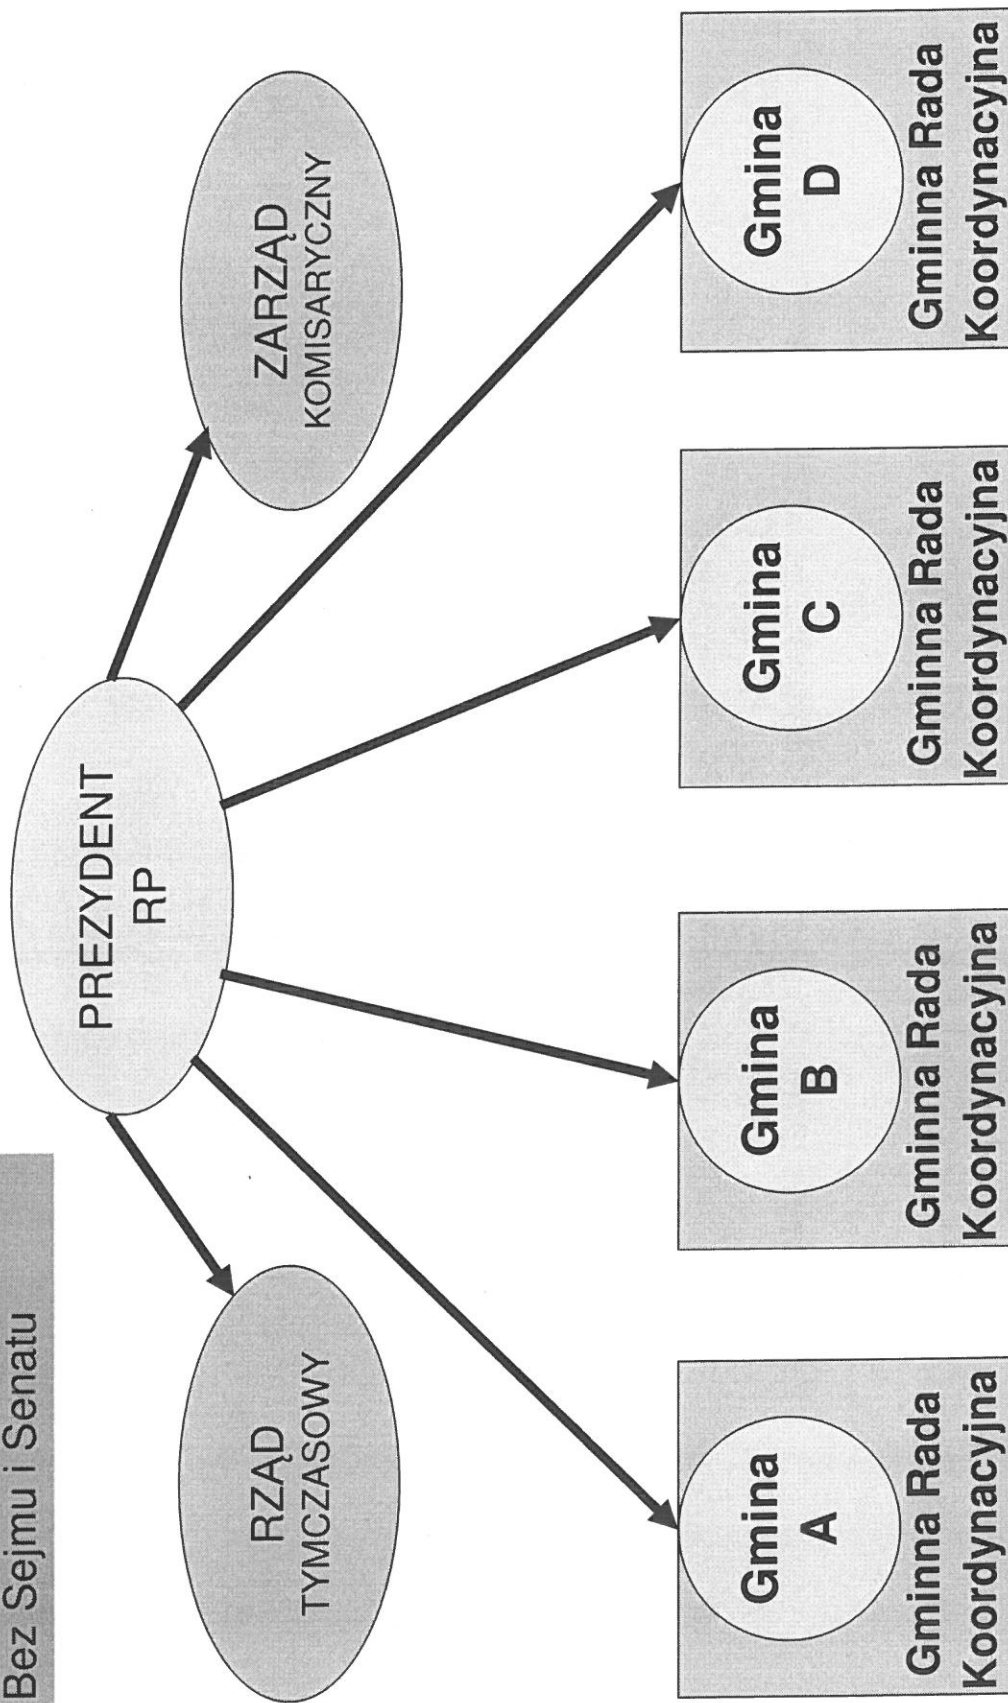 Bez Sejmu i Senatu
PREZYDENT
RP
RZĄD
TYMCZASOWY
ZARZĄD
KOMISARYCZNY
Gmina
A
Gminna Rada
Koordynacyjna
Gmina
B
Gminna Rada
Koordynacyjna
Gmina
C
Gminna Rada
Koordynacyjna
Gmina
D
Gminna Rada
Koordynacyjna